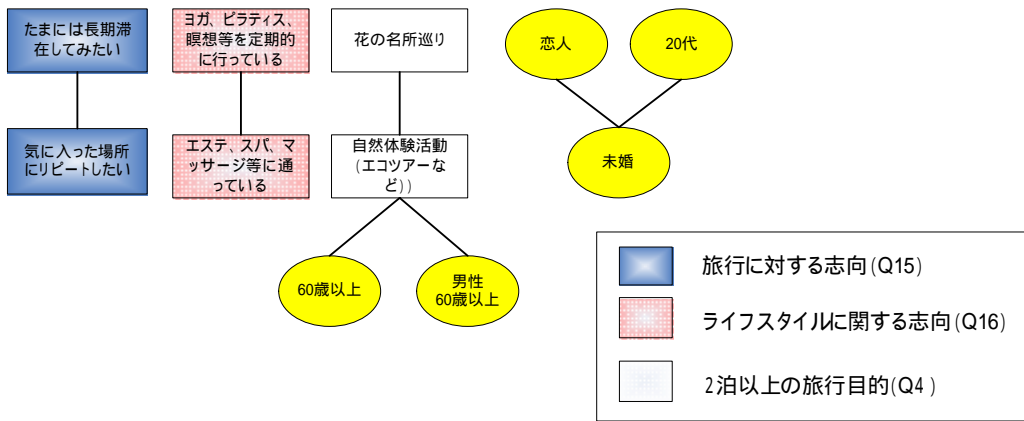 たまには長期滞
在してみたい
ヨガ、ピラティス、
瞑想等を定期的
に行っている
花の名所巡り
恋人
20代
気に入った場所
にリピートしたい
エステ、スパ、マ
ッサージ等に通
っている
自然体験活動
(エコツアーな
ど))
未婚
60歳以上
男性
60歳以上
旅行に対する志向(Q15)
ライフスタイルに関する志向(Q16)
2泊以上の旅行目的(Q4)